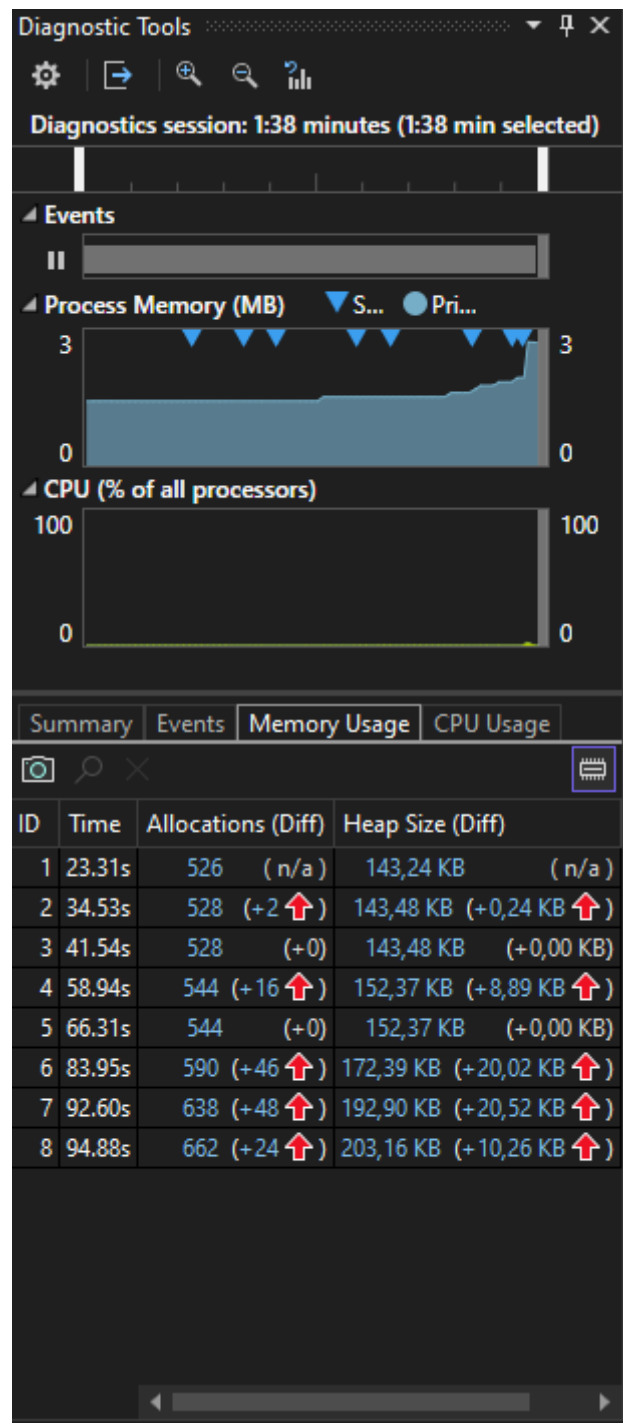 Diagnostic Tools
Diagnostics session: 1:38 minutes (1:38 min selected)
Events
Process Memory (MB) S... Pri...
3 3
0 0
CPU (% of all processors)
100 100
0 0
Summary Events Memory Usage CPU Usage
ID Time Allocations (Diff) Heap Size (Diff)
1 23.31s 526 (n/a) 143,24 KB (n/a)
2 34.53s 528 (+2) 143,48 KB (+0,24 KB)
3 41.54s 528 (+0) 143,48 KB (+0,00 KB)
4 58.94s 544 (+16) 152,37 KB (+8,89 KB)
5 66.31s 544 (+0) 152,37 KB (+0,00 KB)
6 83.95s 590 (+46) 172,39 KB (+20,02 KB)
7 92.60s 638 (+48) 192,90 KB (+20,52 KB)
8 94.88s 662 (+24) 203,16 KB (+10,26 KB)